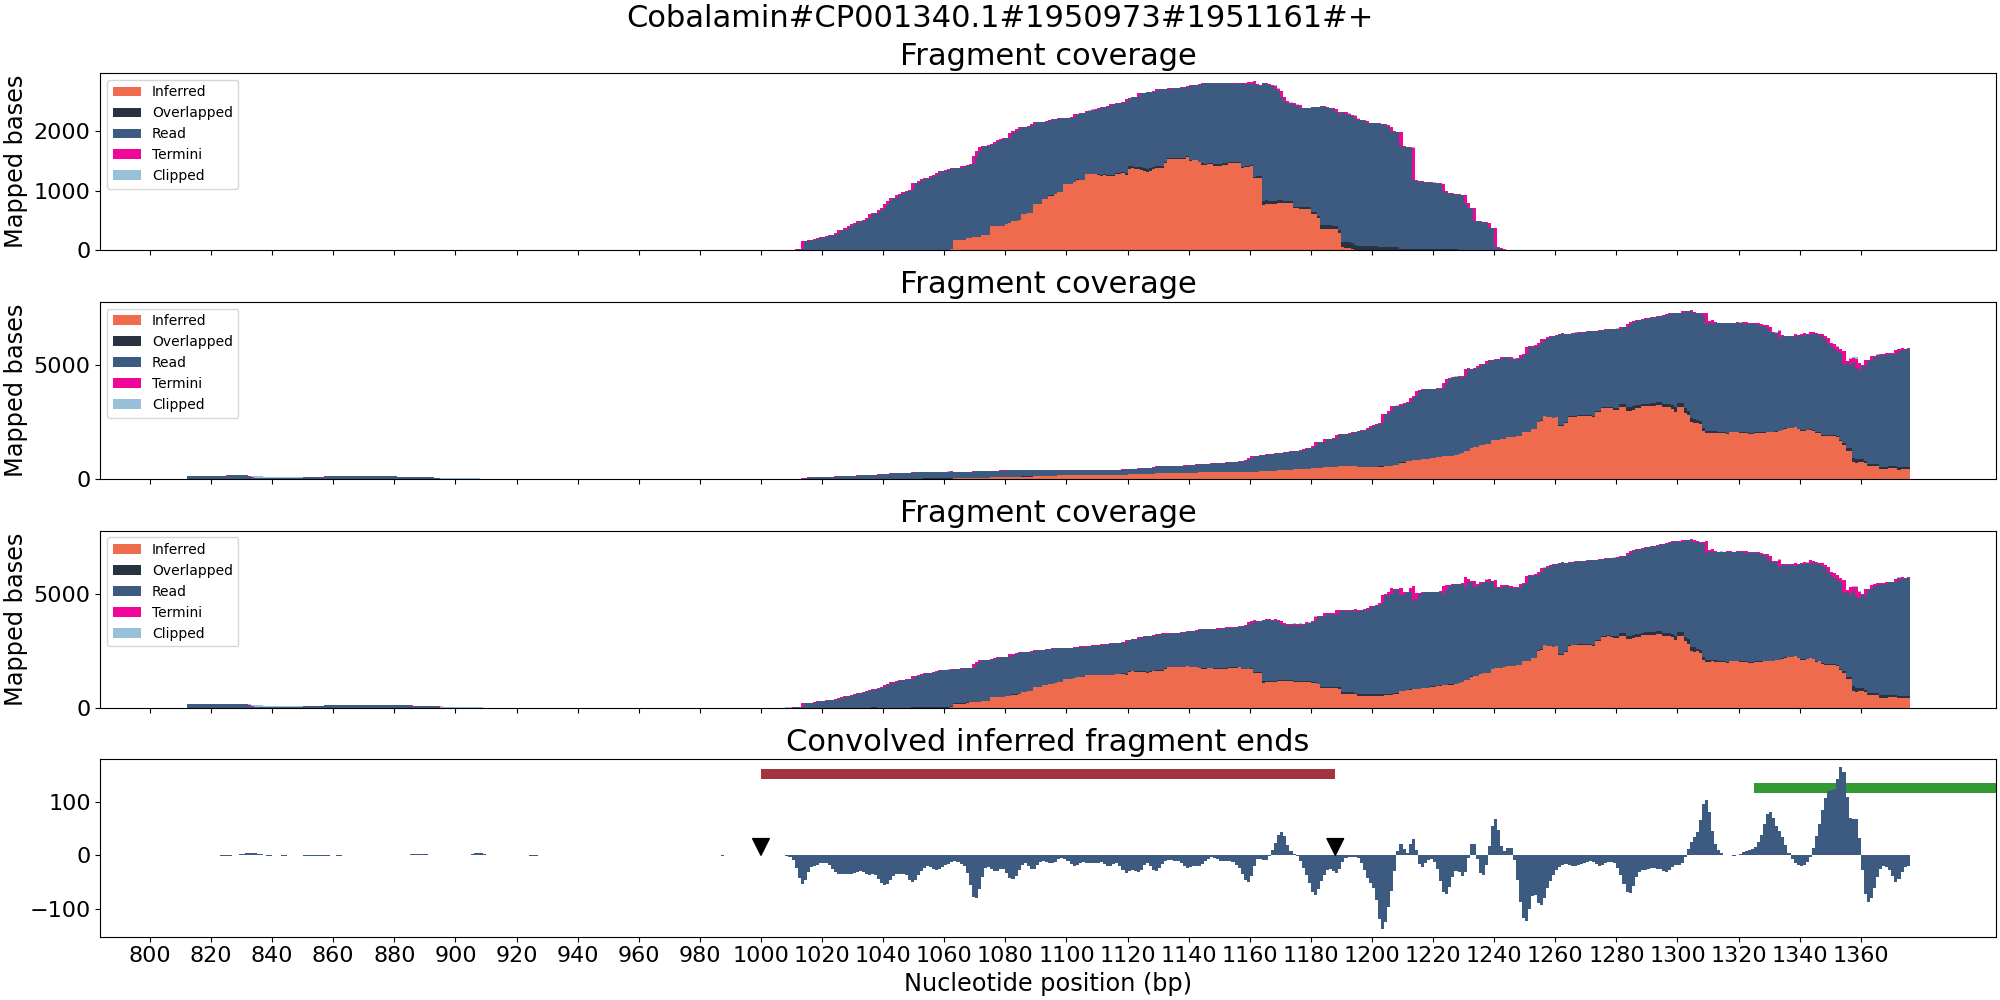 Cobalamin#CP001340.1#1950973#1951161#+
Fragment coverage
Mapped bases
2000
1000
0
Inferred
Overlapped
Read
Termini
Clipped
Fragment coverage
Mapped bases
5000
0
Inferred
Overlapped
Read
Termini
Clipped
Fragment coverage
Mapped bases
5000
0
Inferred
Overlapped
Read
Termini
Clipped
Convolved inferred fragment ends
100
0
−100
800 820 840 860 880 900 920 940 960 980 1000 1020 1040 1060 1080 1100 1120 1140 1160 1180 1200 1220 1240 1260 1280 1300 1320 1340 1360
Nucleotide position (bp)